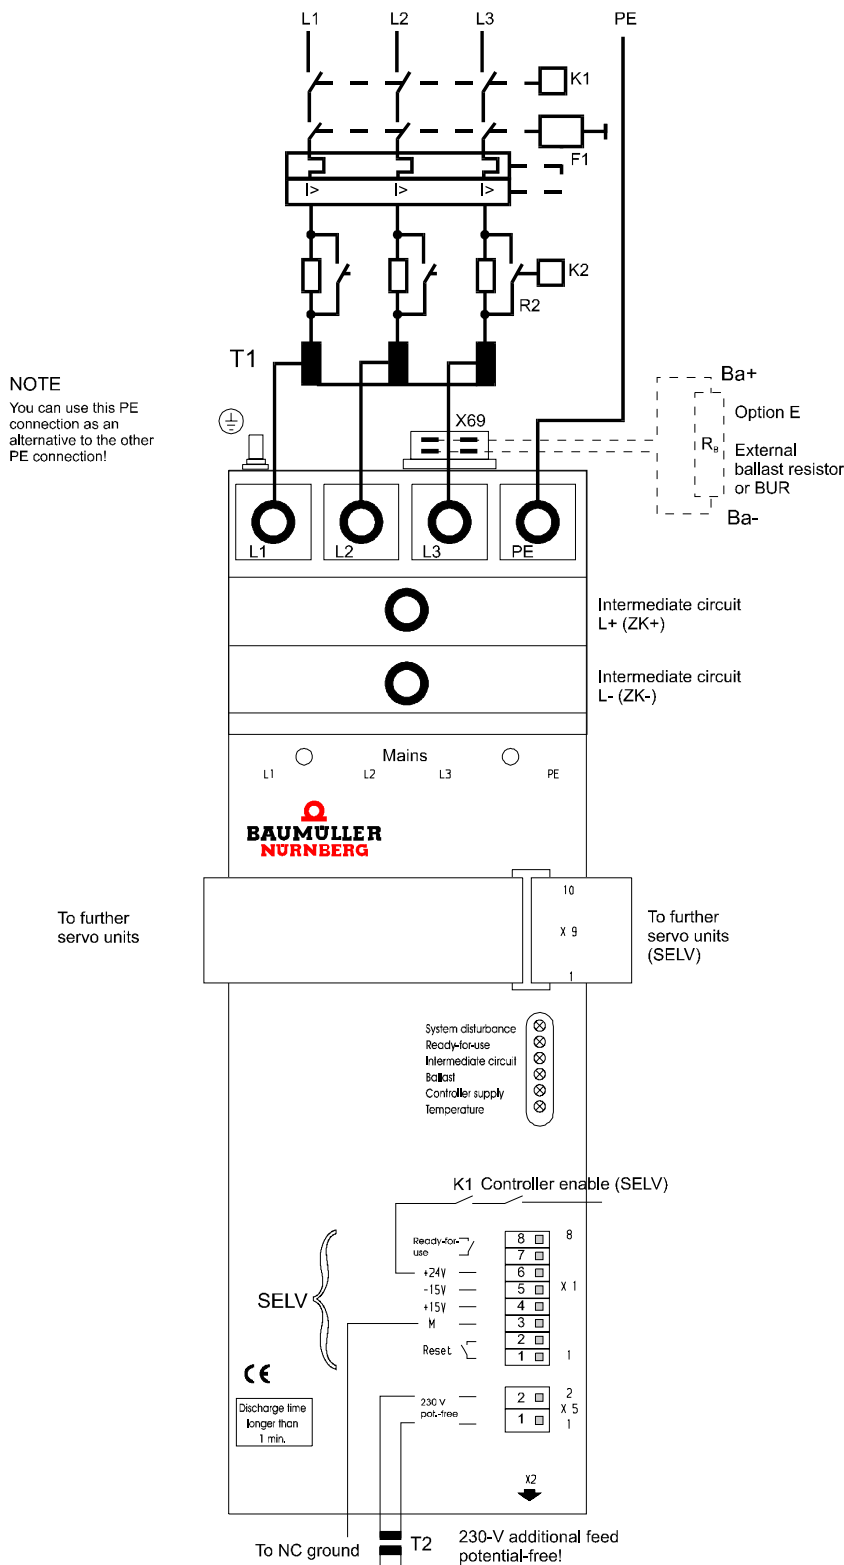 L1 L2 L3 PE
K1
F1
I> I> I>
K2
R2
T1
NOTE
You can use this PE
connection as an
alternative to the other
PE connection!
X69
Ba+
Option E
RB
External
ballast resistor
or BUR
Ba-
L1 L2 L3 PE
Intermediate circuit
L+ (ZK+)
Intermediate circuit
L- (ZK-)
Mains
L1 L2 L3 PE
BAUMÜLLER
NÜRNBERG
To further
servo units
10
X 9
1
To further
servo units
(SELV)
System disturbance
Ready-for-use
Intermediate circuit
Ballast
Controller supply
Temperature
K1 Controller enable (SELV)
Ready-for-
use
8 8
7
+24V 6
-15V 5 X 1
+15V 4
M 3
2
Reset 1 1
SELV
CE
Discharge time
longer than
1 min.
230 V
pot.-free
2 2
X 5
1 1
X2
To NC ground
T2
230-V additional feed
potential-free!